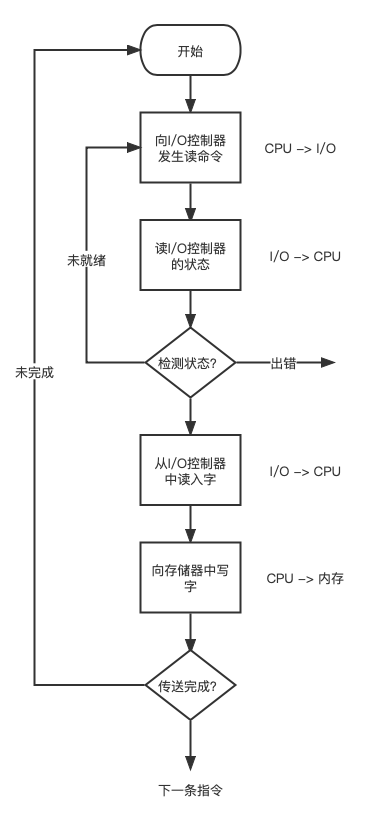 开始
向I/O控制器
发生读命令
CPU –> I/O
读I/O控制器
的状态
I/O –> CPU
未就绪
检测状态?
出错
未完成
从I/O控制器
中读入字
I/O –> CPU
向存储器中写
字
CPU –> 内存
传送完成?
下一条指令